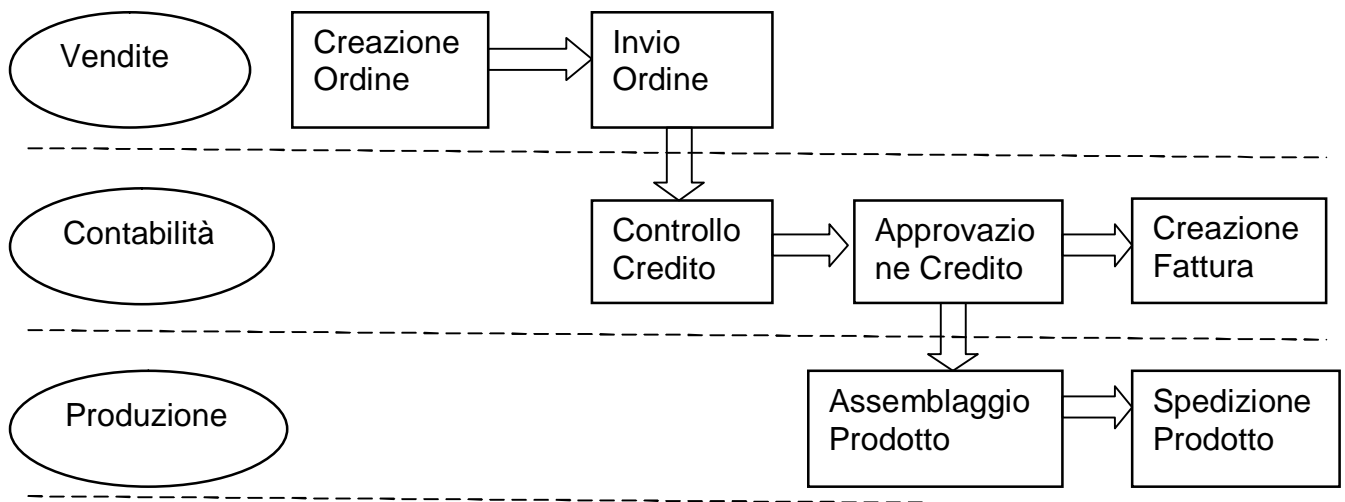 Vendite
Creazione
Ordine
Invio
Ordine
Contabilità
Controllo
Credito
Approvazio
ne Credito
Creazione
Fattura
Produzione
Assemblaggio
Prodotto
Spedizione
Prodotto